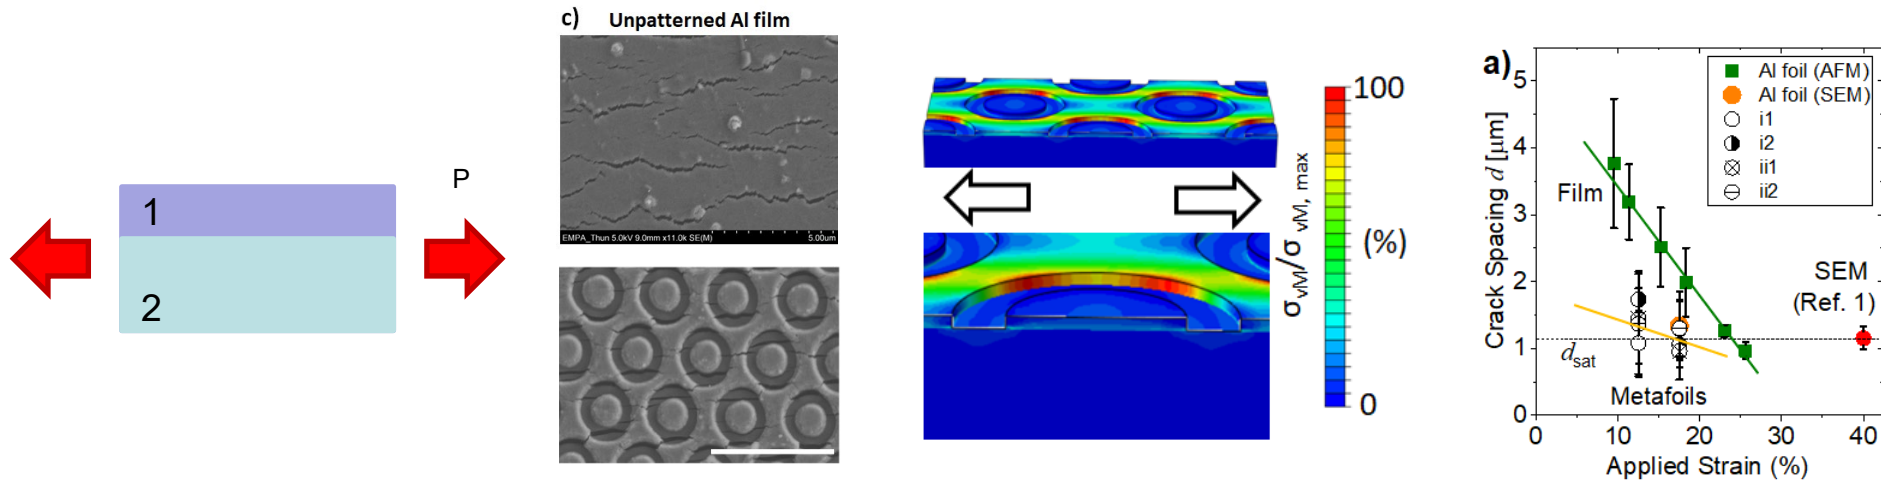 1
2
P
c) Unpatterned Al film
EMPA_Thun 5.0kV 9.0mm x11.0k SE(M)
5.00um
100
σvM/σ vM, max
(%)
0
a)
Al foil (AFM)
Al foil (SEM)
i1
i2
ii1
ii2
Crack Spacing d [µm]
5
4
3
2
1
0
Film
SEM
(Ref. 1)
dsat
Metafoils
0 10 20 30 40
Applied Strain (%)